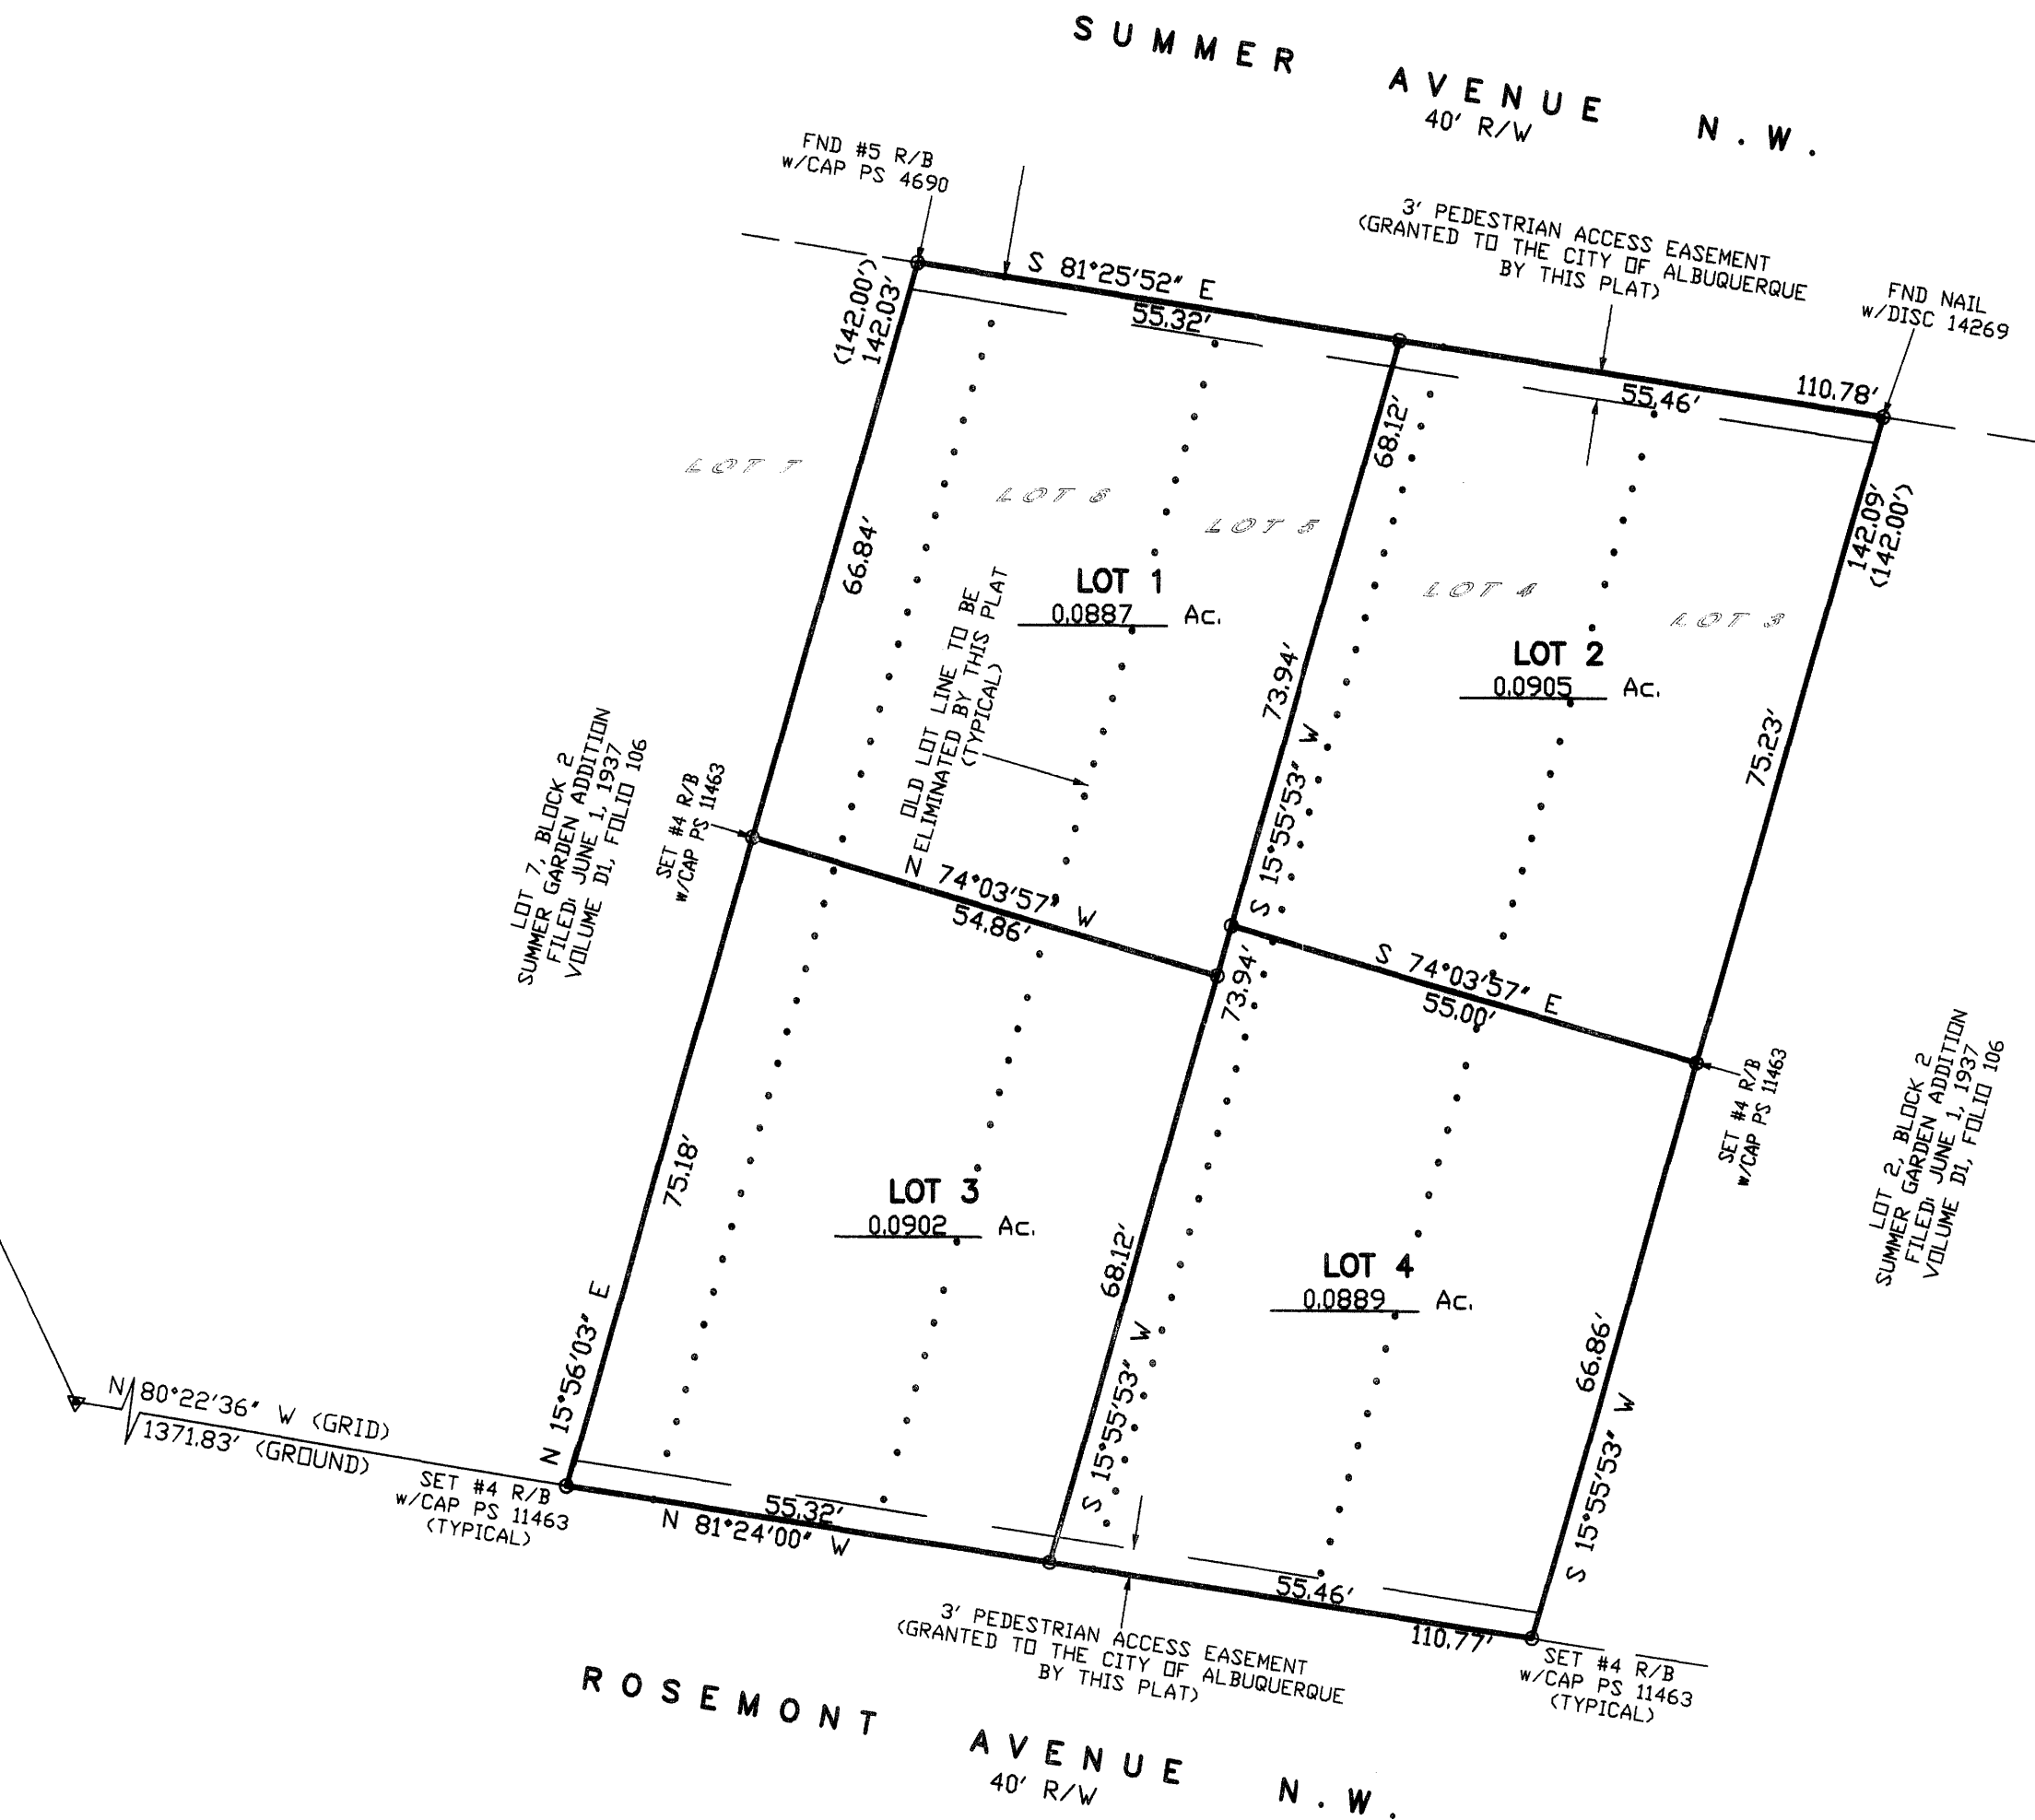 SUMMER AVENUE N.W.
40' R/W
FND #5 R/B
w/CAP PS 4690
3' PEDESTRIAN ACCESS EASEMENT
(GRANTED TO THE CITY OF ALBUQUERQUE
BY THIS PLAT)
FND NAIL
w/DISC 14269
S 81°25'52" E
55.32'
55.46'
110.78'
(142.00')
142.03'
68.12'
142.09'
(142.00')
LOT 7
LOT 6
LOT 5
LOT 4
LOT 3
66.84'
LOT 1
0.0887 Ac.
LOT 2
0.0905 Ac.
OLD LOT LINE TO BE
ELIMINATED BY THIS PLAT
(TYPICAL)
73.94'
S 15°55'53" W
75.23'
LOT 7, BLOCK 2
SUMMER GARDEN ADDITION
FILED: JUNE 1, 1937
VOLUME D1, FOLIO 106
SET #4 R/B
w/CAP PS 11463
N 74°03'57" W
54.86'
73.94'
S 74°03'57" E
55.00'
SET #4 R/B
w/CAP PS 11463
LOT 2, BLOCK 2
SUMMER GARDEN ADDITION
FILED: JUNE 1, 1937
VOLUME D1, FOLIO 106
75.18'
LOT 3
0.0902 Ac.
68.12'
LOT 4
0.0889 Ac.
66.86'
N 15°56'03" E
S 15°55'53" W
S 15°55'53" W
N 80°22'36" W (GRID)
1371.83' (GROUND)
SET #4 R/B
w/CAP PS 11463
(TYPICAL)
55.32'
N 81°24'00" W
55.46'
110.77'
3' PEDESTRIAN ACCESS EASEMENT
(GRANTED TO THE CITY OF ALBUQUERQUE
BY THIS PLAT)
SET #4 R/B
w/CAP PS 11463
(TYPICAL)
ROSEMONT AVENUE N.W.
40' R/W